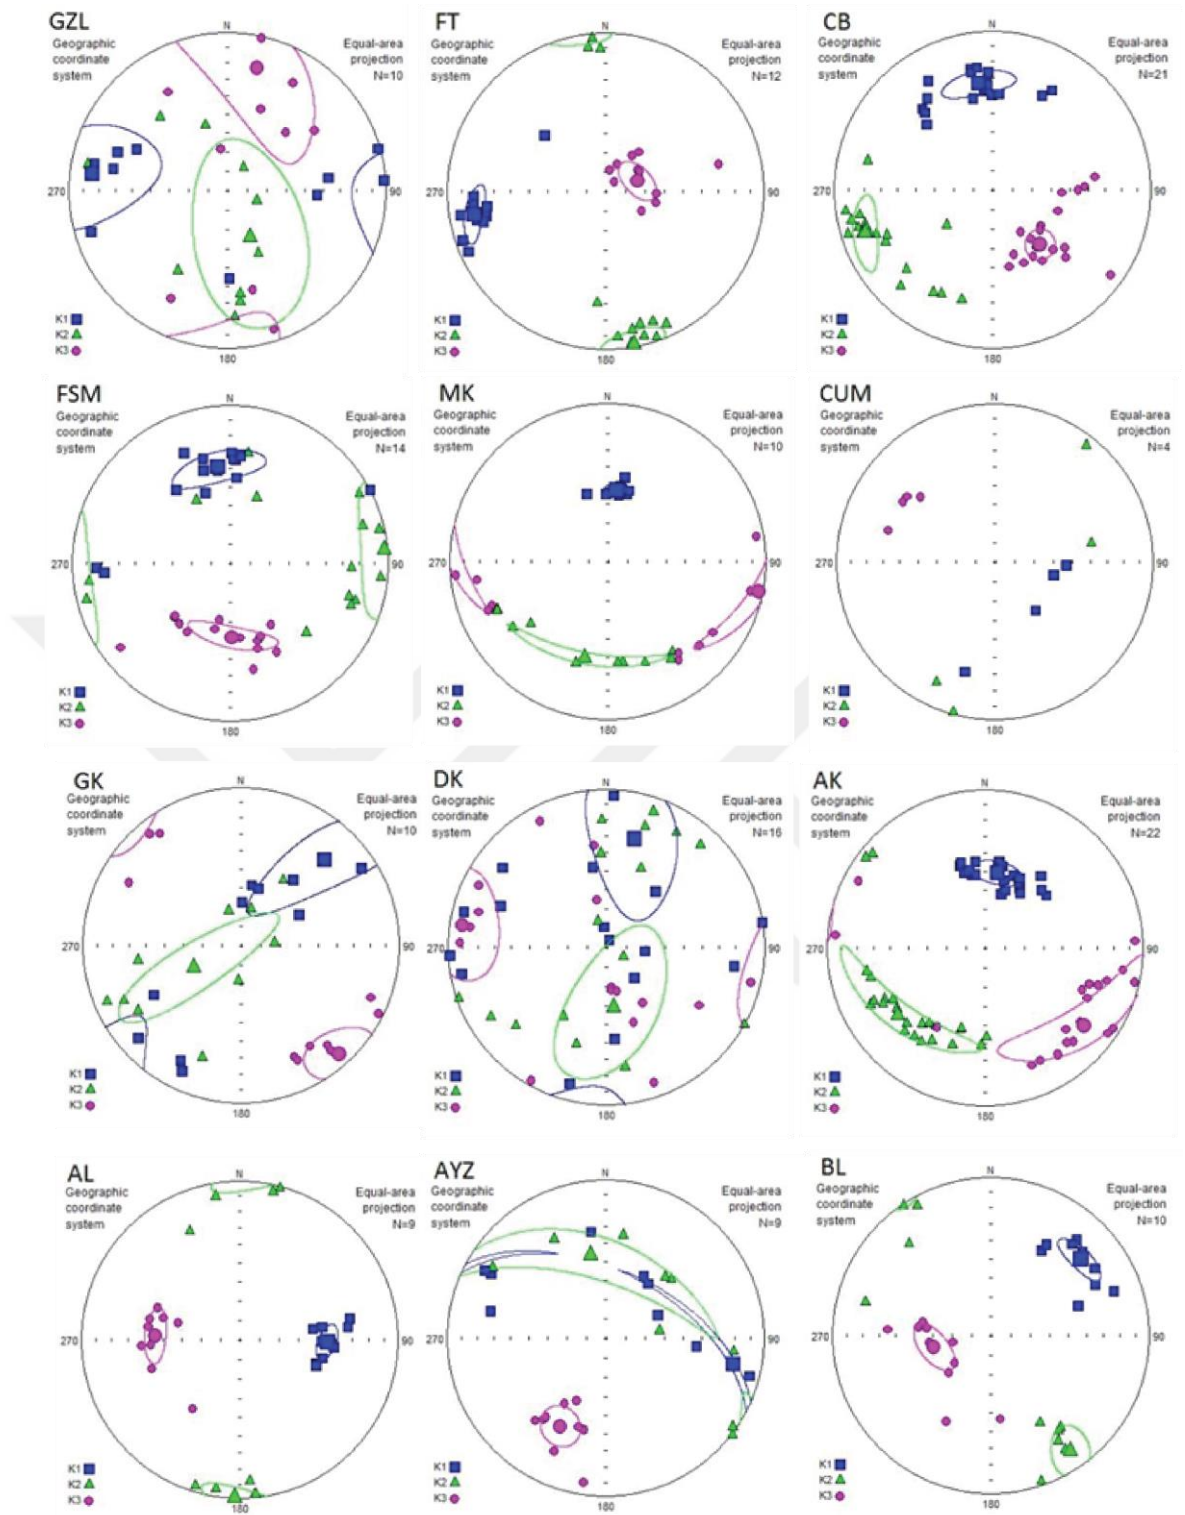 GZL
N
Geographic
coordinate
system
Equal-area
projection
N=10
270
90
K1
K2
K3
180
FT
N
Geographic
coordinate
system
Equal-area
projection
N=12
270
90
K1
K2
K3
180
CB
N
Geographic
coordinate
system
Equal-area
projection
N=21
270
90
K1
K2
K3
180
FSM
N
Geographic
coordinate
system
Equal-area
projection
N=14
270
90
K1
K2
K3
180
MK
N
Geographic
coordinate
system
Equal-area
projection
N=10
270
90
K1
K2
K3
180
CUM
N
Geographic
coordinate
system
Equal-area
projection
N=4
270
90
K1
K2
K3
180
GK
N
Geographic
coordinate
system
Equal-area
projection
N=10
270
90
K1
K2
K3
180
DK
N
Geographic
coordinate
system
Equal-area
projection
N=16
270
90
K1
K2
K3
180
AK
N
Geographic
coordinate
system
Equal-area
projection
N=22
270
90
K1
K2
K3
180
AL
N
Geographic
coordinate
system
Equal-area
projection
N=9
270
90
K1
K2
K3
180
AYZ
N
Geographic
coordinate
system
Equal-area
projection
N=9
270
90
K1
K2
K3
180
BL
N
Geographic
coordinate
system
Equal-area
projection
N=10
270
90
K1
K2
K3
180